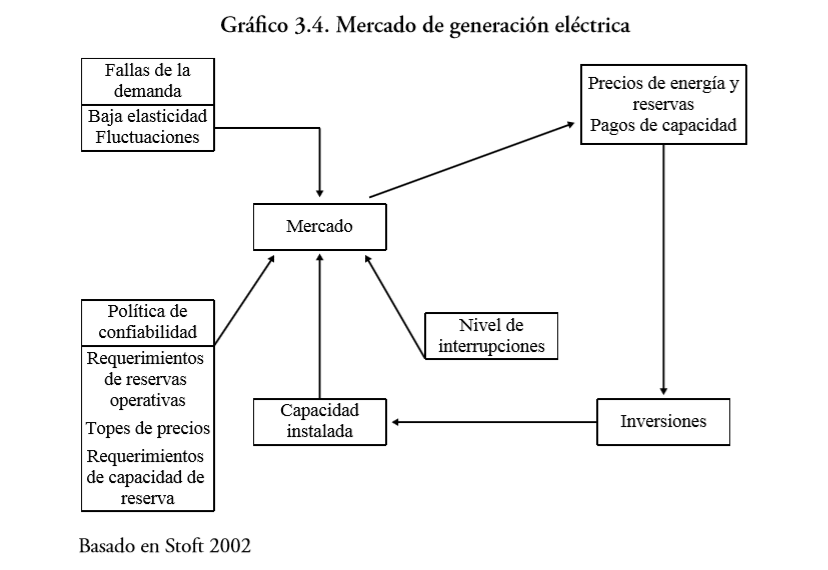 Gráfico 3.4. Mercado de generación eléctrica
Fallas de la
demanda
Baja elasticidad
Fluctuaciones
Precios de energía y
reservas
Pagos de capacidad
Mercado
Política de
confiabilidad
Requerimientos
de reservas
operativas
Topes de precios
Requerimientos
de capacidad de
reserva
Nivel de
interrupciones
Capacidad
instalada
Inversiones
Basado en Stoft 2002